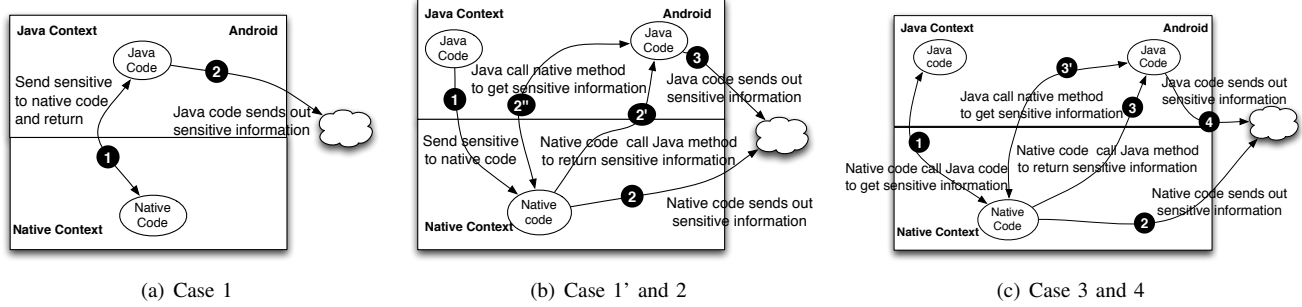 Java Context
Android
Java
Code
2
Send sensitive
to native code
and return
Java code sends out
sensitive information
1
Native
Code
Native Context
(a) Case 1
Java Context
Android
Java
Code
Java
Code
3
Java call native method
to get sensitive information
Java code sends out
sensitive information
1
2"
2'
Send sensitive
to native code
Native code call Java method
to return sensitive information
2
Native
code
Native code sends out
sensitive information
Native Context
(b) Case 1’ and 2
Java Context
Android
Java
code
Java
Code
3'
Java call native method
to get sensitive information
Java code sends out
sensitive information
3
4
1
Native code call Java method
to return sensitive information
Native code call Java code
to get sensitive information
Native
Code
2
Native code sends out
sensitive information
Native Context
(c) Case 3 and 4